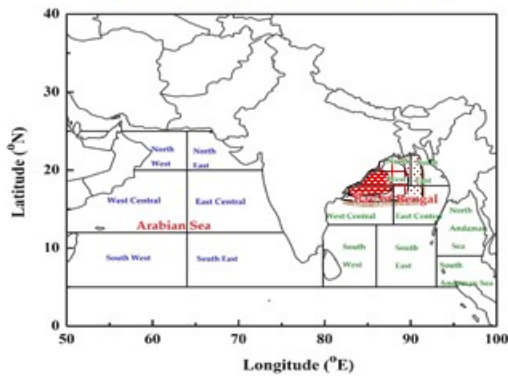 40
30
20
10
0
50
60
70
80
90
100
Latitude (°N)
Longitude (°E)
North
West
North
East
West Central
East Central
Arabian Sea
South West
South East
West
East
Bengal
West Central
East Central
North
Andaman
Sea
South
West
South
East
South
Andaman Sea